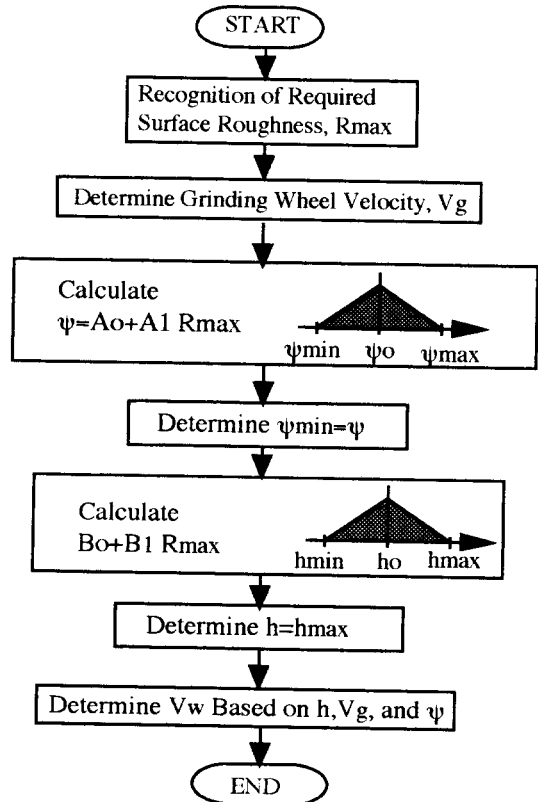 START
Recognition of Required
Surface Roughness, Rmax
Determine Grinding Wheel Velocity, Vg
Calculate
ψ=Ao+A1 Rmax
ψmin ψo ψmax
Determine ψmin=ψ
Calculate
Bo+B1 Rmax
hmin ho hmax
Determine h=hmax
Determine Vw Based on h,Vg, and ψ
END